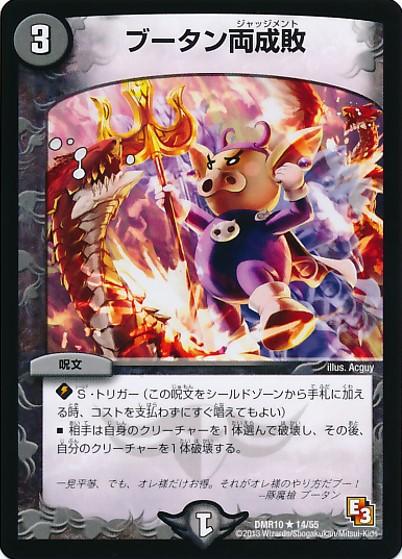 3
ジャッジメント
ブータン両成敗
呪文
illus. Acguy
S・トリガー (この呪文をシールドゾーンから手札に加え
る時、コストを支払わずにすぐ唱えてもよい)
■ 相手は自身のクリーチャーを1体選んで破壊し、その後、
自分のクリーチャーを1体破壊する。
一見平等、でも、オレ様だけお得。それがオレ様のやり方だブー!
—豚魔槍 ブータン
DMR10 ★ 14/55
©2013 Wizards/Shogakukan/Mitsui-Kids
E3